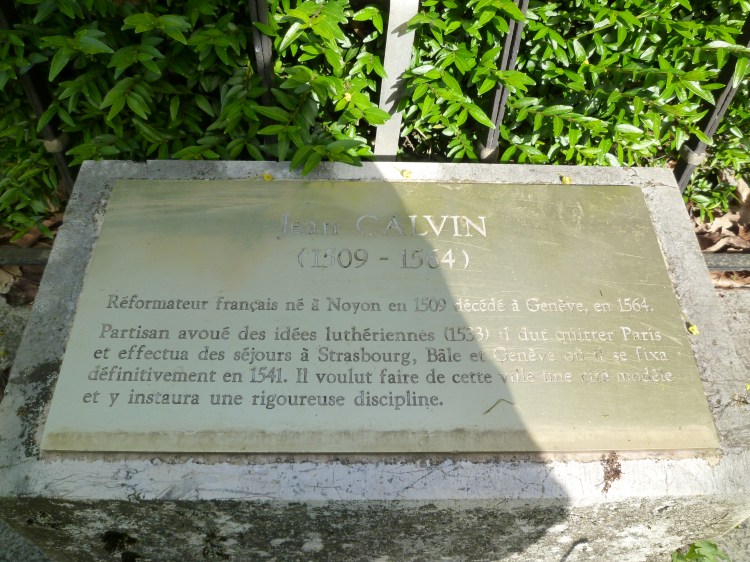 Jean CALVIN
(1509 - 1564)
Réformateur français né à Noyon en 1509 décédé à Genève, en 1564.
Partisan avoué des idées luthériennes (1533) il dut quitter Paris
et effectua des séjours à Strasbourg, Bâle et Genève où il se fixa
définitivement en 1541. Il voulut faire de cette ville une cité modèle
et y instaura une rigoureuse discipline.